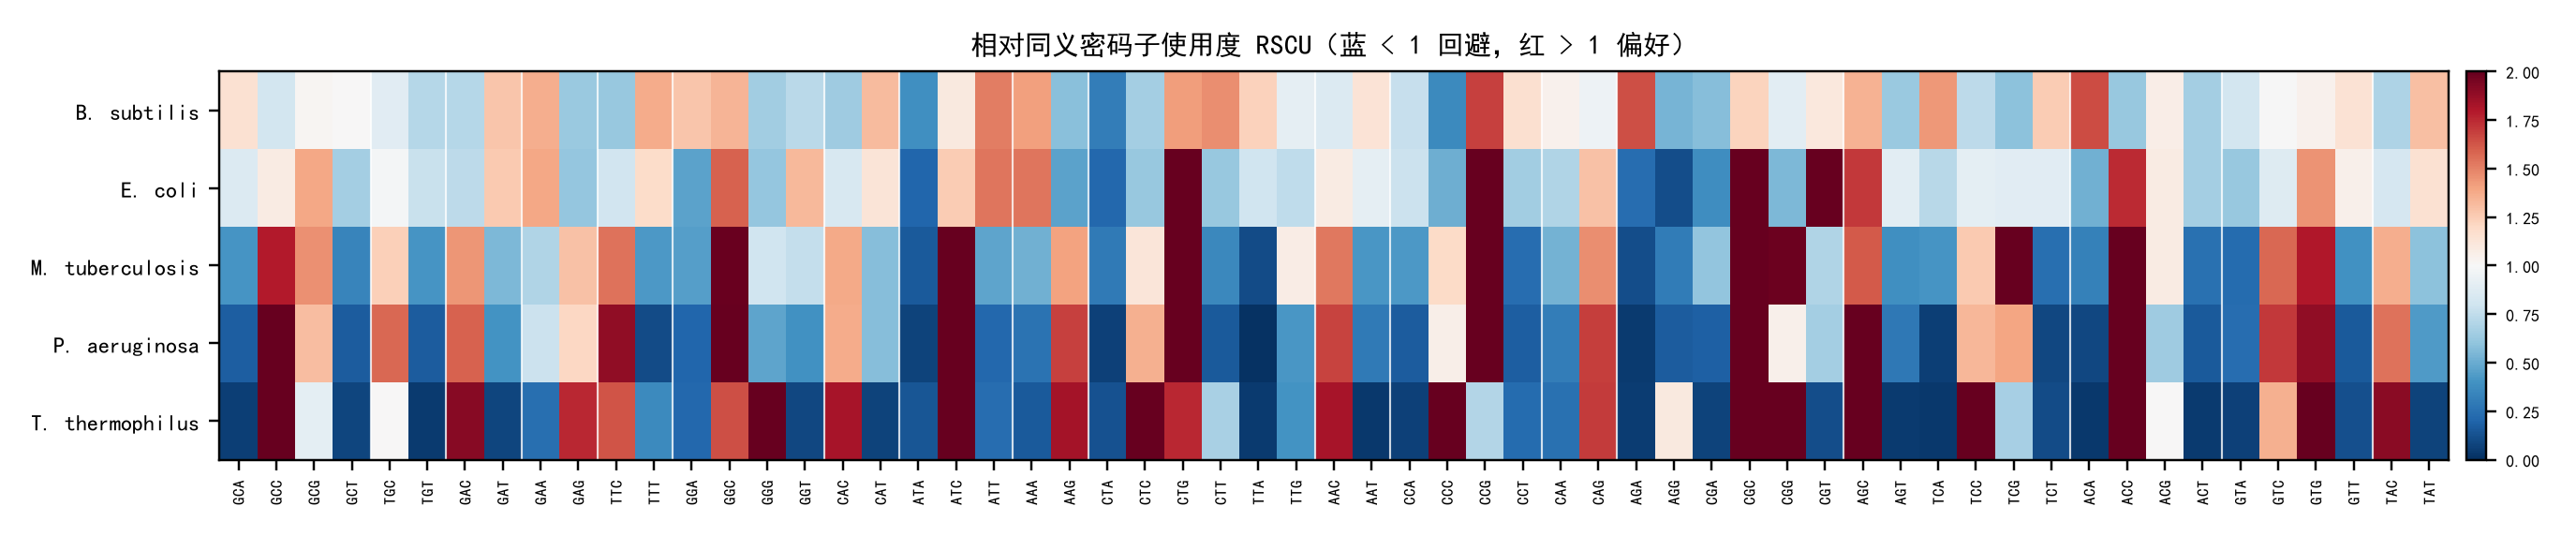 相对同义密码子使用度 RSCU（蓝 < 1 回避，红 > 1 偏好）
B. subtilis
E. coli
M. tuberculosis
P. aeruginosa
T. thermophilus
GCA GCC GCG GCT TGC TGT GAC GAT GAA GAG TTC TTT GGA GGC GGG GGT CAC CAT ATA ATC ATT AAA AAG CTA CTC CTG CTT TTA TTG AAC AAT CCA CCC CCG CCT CAA CAG AGA AGG CGA CGC CGG CGT AGC AGT TCA TCC TCG TCT ACA ACC ACG ACT GTA GTC GTG GTT TAC TAT
2.00
1.75
1.50
1.25
1.00
0.75
0.50
0.25
0.00